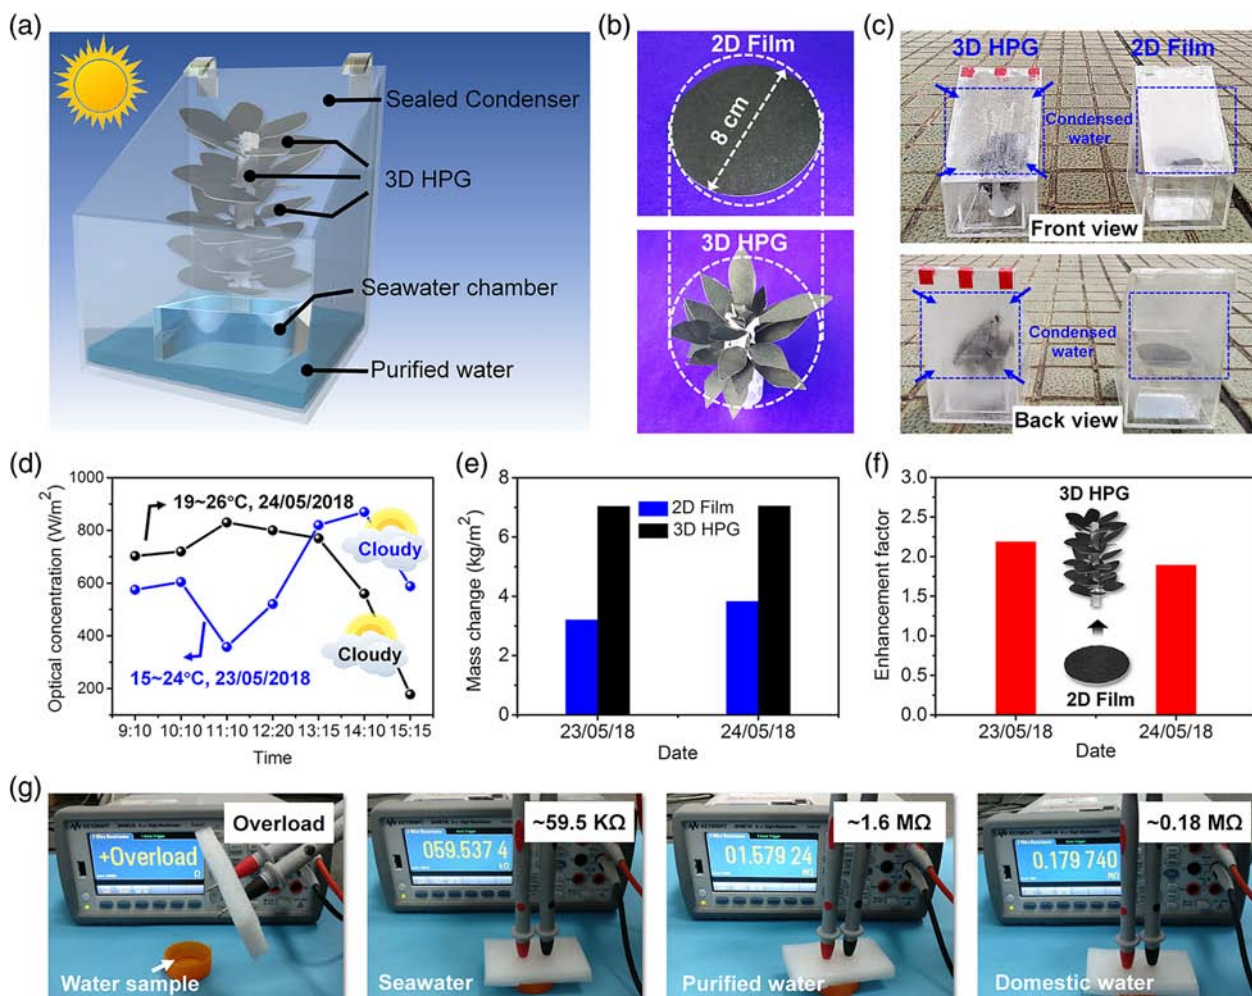 (a)
Sealed Condenser
3D HPG
Seawater chamber
Purified water
(b)
2D Film
8 cm
3D HPG
(c)
3D HPG
2D Film
Condensed
water
Front view
Condensed
water
Back view
(d)
Optical concentration (W/m²)
1000
800
600
400
200
19~26°C, 24/05/2018
Cloudy
Cloudy
15~24°C, 23/05/2018
9:10 10:10 11:10 12:20 13:15 14:10 15:15
Time
(e)
Mass change (kg/m²)
8
6
4
2
0
2D Film
3D HPG
23/05/18 24/05/18
Date
(f)
Enhancement factor
3.0
2.5
2.0
1.5
1.0
0.5
0.0
3D HPG
2D Film
23/05/18 24/05/18
Date
(g)
Overload
KEYSIGHT
+Overload
Ω
Water sample
~59.5 KΩ
KEYSIGHT
059.537 4
kΩ
Seawater
~1.6 MΩ
KEYSIGHT
01.579 24
MΩ
Purified water
~0.18 MΩ
KEYSIGHT
0.179 740
MΩ
Domestic water